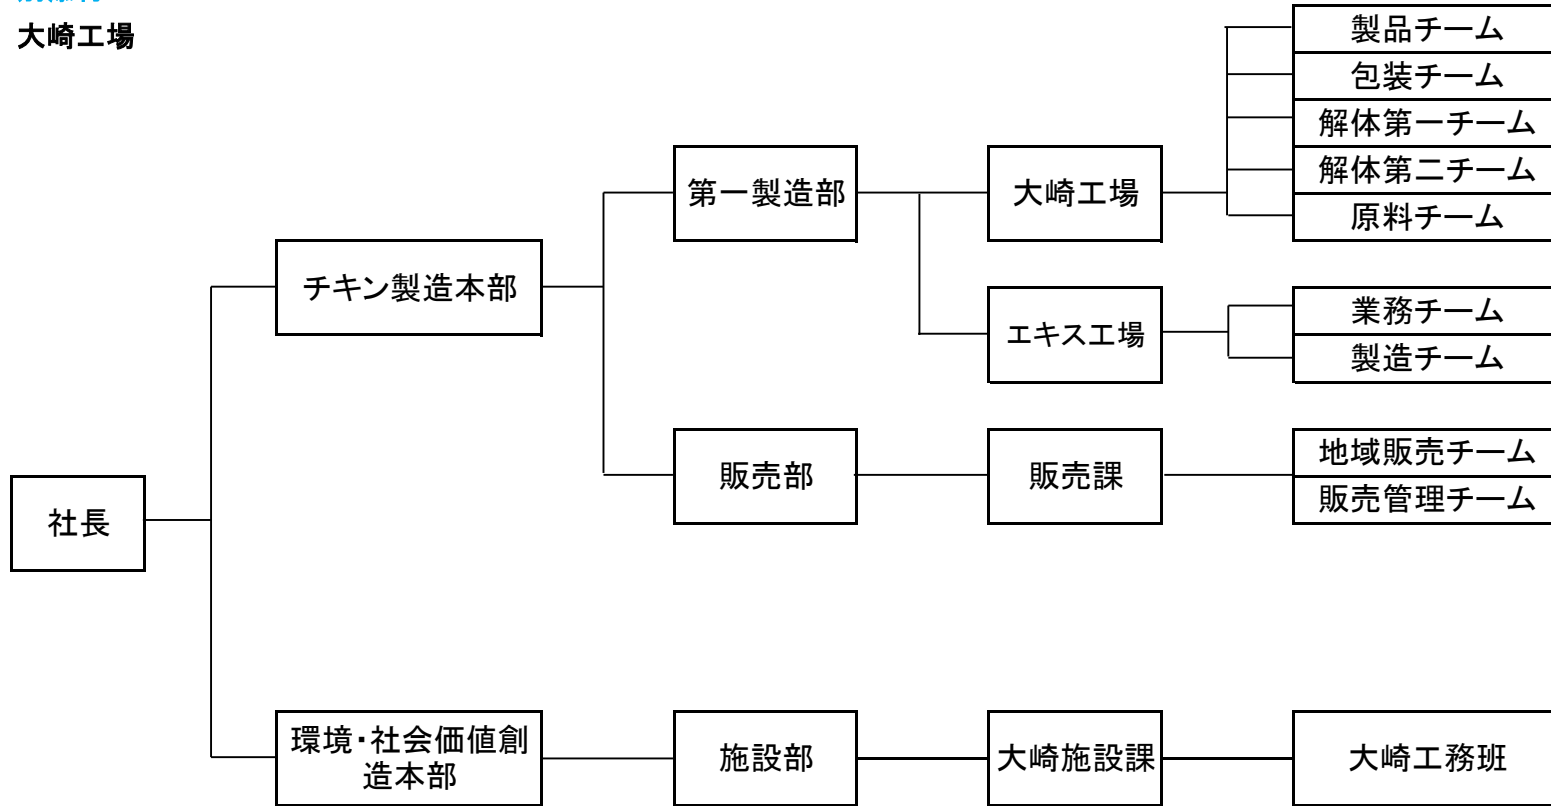 大崎工場
製品チーム
包装チーム
解体第一チーム
解体第二チーム
原料チーム
第一製造部
大崎工場
チキン製造本部
エキス工場
業務チーム
製造チーム
販売部
販売課
地域販売チーム
販売管理チーム
社長
環境・社会価値創
造本部
施設部
大崎施設課
大崎工務班